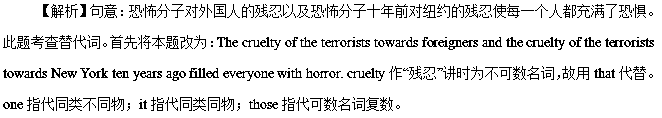 【解析】句意：恐怖分子对外国人的残忍以及恐怖分子十年前对纽约的残忍使每一个人都充满了恐惧。
此题考查替代词。首先将本题改为：The cruelty of the terrorists towards foreigners and the cruelty of the terrorists
towards New York ten years ago filled everyone with horror. cruelty 作“残忍”讲时为不可数名词，故用 that 代替。
one 指代同类不同物；it 指代同类同物；those 指代可数名词复数。